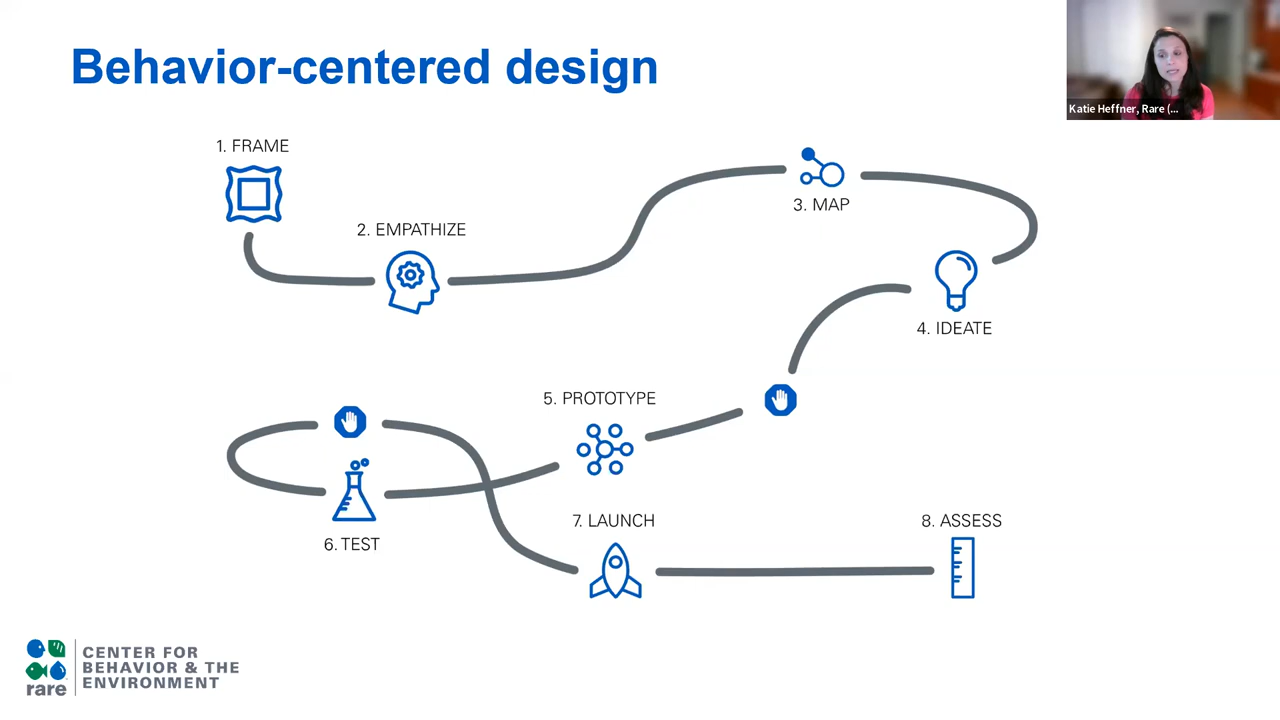 Behavior-centered design
Katie Heffner, Rare (...
1. FRAME
2. EMPATHIZE
3. MAP
4. IDEATE
5. PROTOTYPE
6. TEST
7. LAUNCH
8. ASSESS
rare
CENTER FOR
BEHAVIOR & THE
ENVIRONMENT